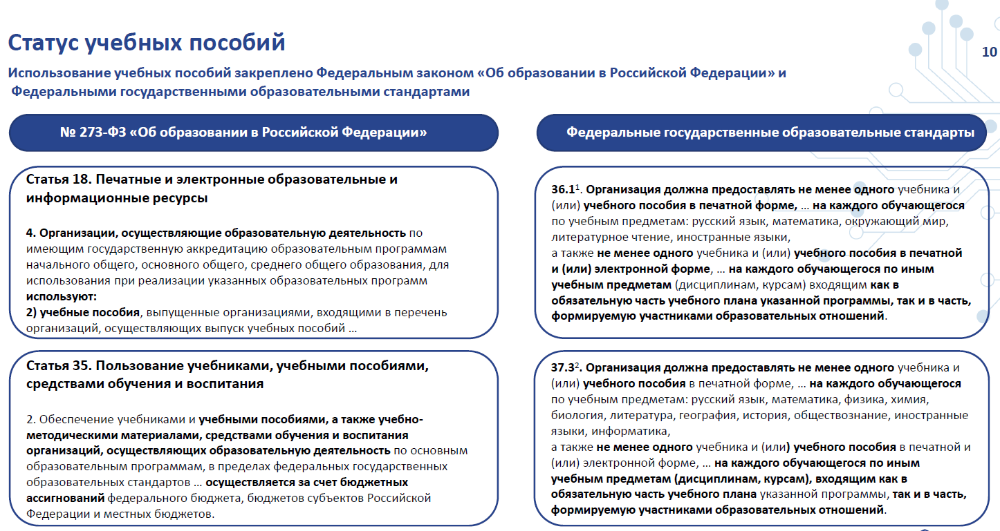 Статус учебных пособий
10
Использование учебных пособий закреплено Федеральным законом «Об образовании в Российской Федерации» и
Федеральными государственными образовательными стандартами
№ 273-ФЗ «Об образовании в Российской Федерации»
Статья 18. Печатные и электронные образовательные и
информационные ресурсы
4. Организации, осуществляющие образовательную деятельность по
имеющим государственную аккредитацию образовательным программам
начального общего, основного общего, среднего общего образования, для
использования при реализации указанных образовательных программ
используют:
2) учебные пособия, выпущенные организациями, входящими в перечень
организаций, осуществляющих выпуск учебных пособий …
Статья 35. Пользование учебниками, учебными пособиями,
средствами обучения и воспитания
2. Обеспечение учебниками и учебными пособиями, а также учебно-
методическими материалами, средствами обучения и воспитания
организаций, осуществляющих образовательную деятельность по основным
образовательным программам, в пределах федеральных государственных
образовательных стандартов … осуществляется за счет бюджетных
ассигнований федерального бюджета, бюджетов субъектов Российской
Федерации и местных бюджетов.
Федеральные государственные образовательные стандарты
36.1¹. Организация должна предоставлять не менее одного учебника и
(или) учебного пособия в печатной форме, … на каждого обучающегося
по учебным предметам: русский язык, математика, окружающий мир,
литературное чтение, иностранные языки,
а также не менее одного учебника и (или) учебного пособия в печатной
и (или) электронной форме, … на каждого обучающегося по иным
учебным предметам (дисциплинам, курсам) входящим как в
обязательную часть учебного плана указанной программы, так и в часть,
формируемую участниками образовательных отношений.
37.3². Организация должна предоставлять не менее одного учебника и
(или) учебного пособия в печатной форме, … на каждого обучающегося
по учебным предметам: русский язык, математика, физика, химия,
биология, литература, география, история, обществознание, иностранные
языки, информатика,
а также не менее одного учебника и (или) учебного пособия в печатной и
(или) электронной форме, … на каждого обучающегося по иным
учебным предметам (дисциплинам, курсам), входящим как в
обязательную часть учебного плана указанной программы, так и в часть,
формируемую участниками образовательных отношений.